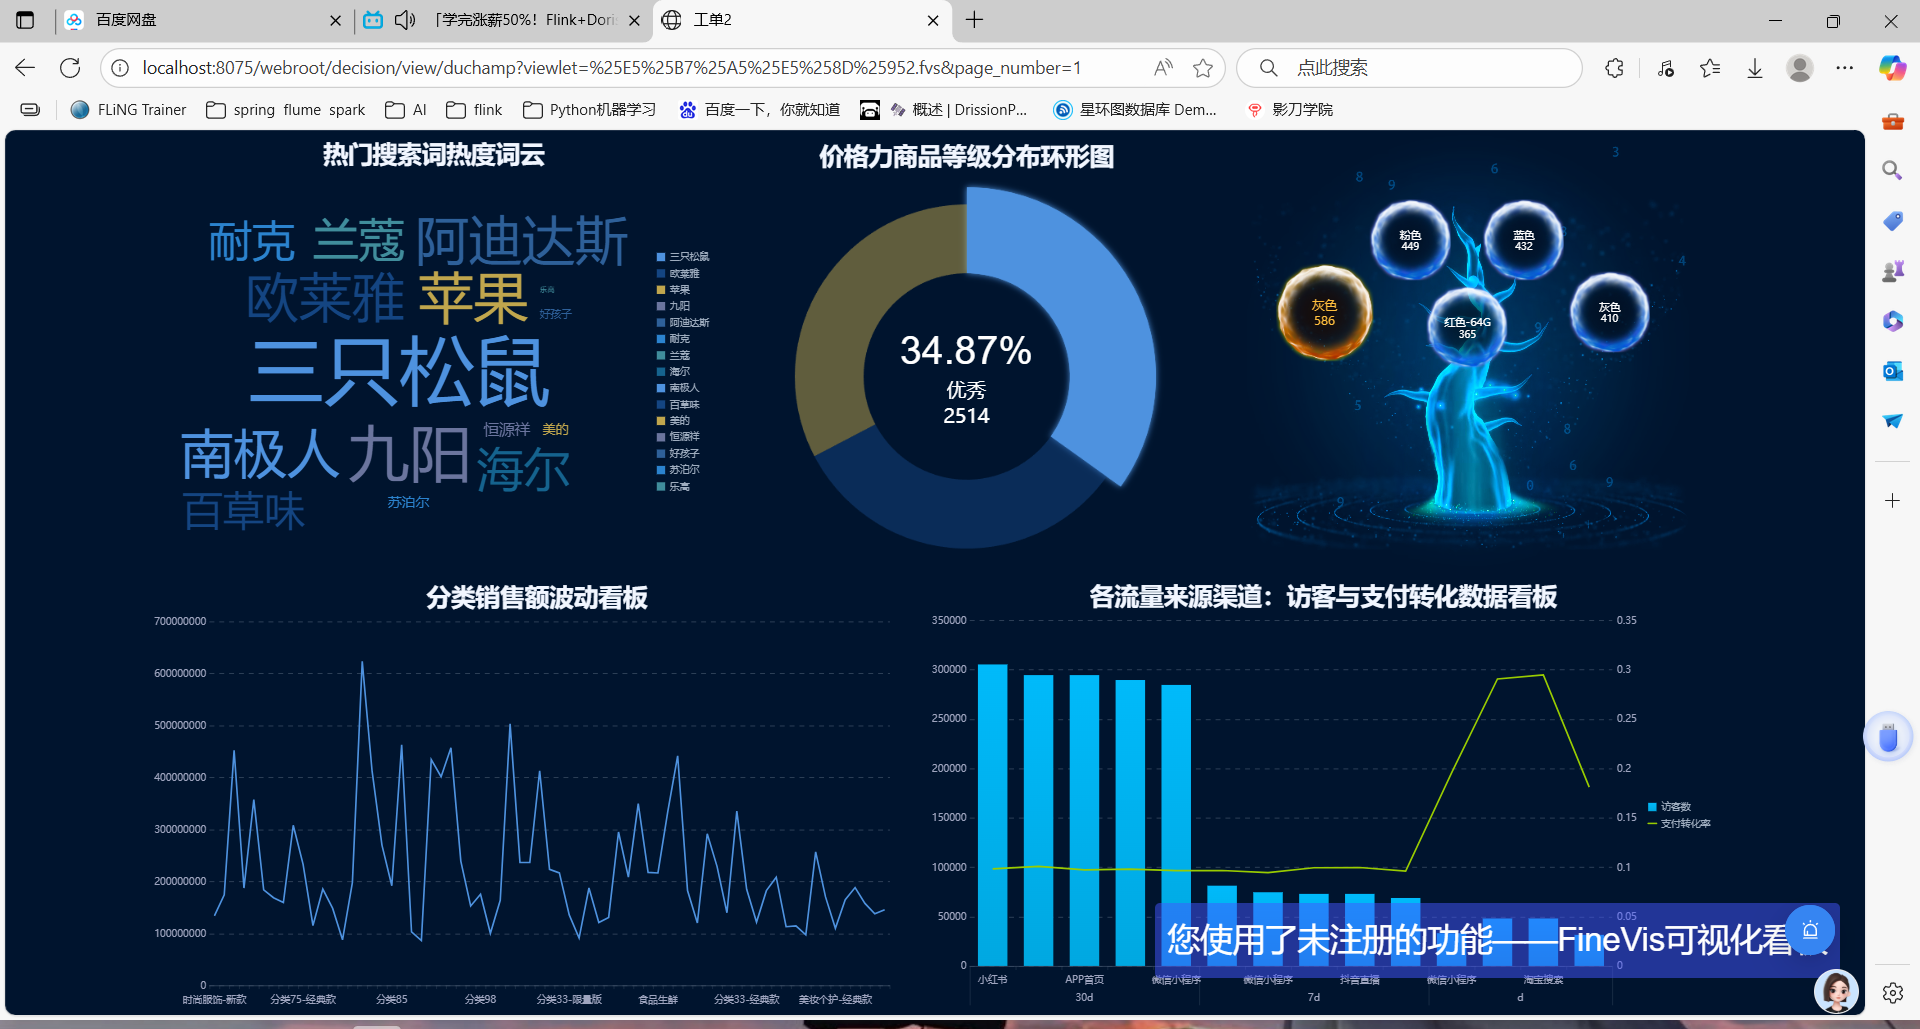 百度网盘
「学完涨薪50%！Flink+Doris
工单2
localhost:8075/webroot/decision/view/duchamp?viewlet=%25E5%25B7%25A5%25E5%258D%25952.fvs&page_number=1
点此搜索
FLiNG Trainer
spring flume spark
AI
flink
Python机器学习
百度一下，你就知道
概述 | DrissionP...
星环图数据库 Dem...
影刀学院
热门搜索词热度词云
耐克 兰蔻 阿迪达斯
欧莱雅 苹果 乐高
好孩子
三只松鼠
南极人 九阳 恒源祥 美的
海尔
百草味 苏泊尔
三只松鼠
欧莱雅
苹果
九阳
阿迪达斯
耐克
兰蔻
海尔
南极人
百草味
美的
恒源祥
好孩子
苏泊尔
乐高
价格力商品等级分布环形图
34.87%
优秀
2514
3
6
8
9
4
9
5
8
6
9
0
9
粉色
449
蓝色
432
灰色
586
红色-64G
365
灰色
410
分类销售额波动看板
700000000
600000000
500000000
400000000
300000000
200000000
100000000
0
时尚服饰-新款 分类75-经典款 分类85 分类98 分类33-限量版 食品生鲜 分类33-经典款 美妆个护-经典款
各流量来源渠道：访客与支付转化数据看板
350000
300000
250000
200000
150000
100000
50000
0
0.35
0.3
0.25
0.2
0.15
0.1
0.05
0
访客数
支付转化率
小红书 APP首页 微信小程序 微信小程序 抖音直播 微信小程序 淘宝搜索
30d 7d d
您使用了未注册的功能——FineVis可视化看